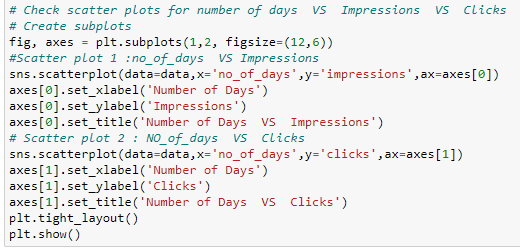 # Check scatter plots for number of days  VS  Impressions  VS  Clicks
# Create subplots
fig, axes = plt.subplots(1,2, figsize=(12,6))
#Scatter plot 1 :no_of_days  VS Impressions
sns.scatterplot(data=data,x='no_of_days',y='impressions',ax=axes[0])
axes[0].set_xlabel('Number of Days')
axes[0].set_ylabel('Impressions')
axes[0].set_title('Number of Days  VS  Impressions')
# Scatter plot 2 : NO_of_days  VS  Clicks
sns.scatterplot(data=data,x='no_of_days',y='clicks',ax=axes[1])
axes[1].set_xlabel('Number of Days')
axes[1].set_ylabel('Clicks')
axes[1].set_title('Number of Days  VS  Clicks')
plt.tight_layout()
plt.show()